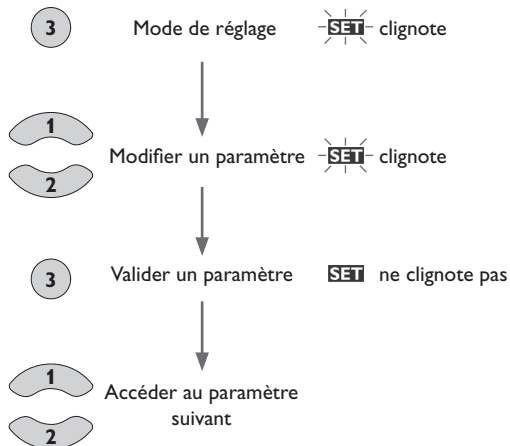 3 Mode de réglage SET clignote
1
Modifier un paramètre SET clignote
2
3 Valider un paramètre SET ne clignote pas
1
Accéder au paramètre
suivant
2